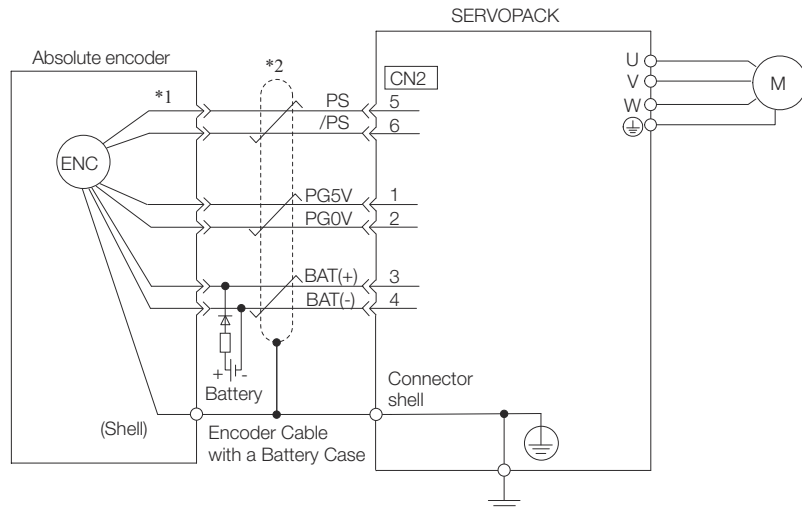 SERVOPACK
Absolute encoder
*1
*2
CN2
ENC
PS 5
/PS 6
PG5V 1
PG0V 2
BAT(+) 3
BAT(-) 4
U
V
W
M
+ -
Battery
Connector
shell
(Shell)
Encoder Cable
with a Battery Case